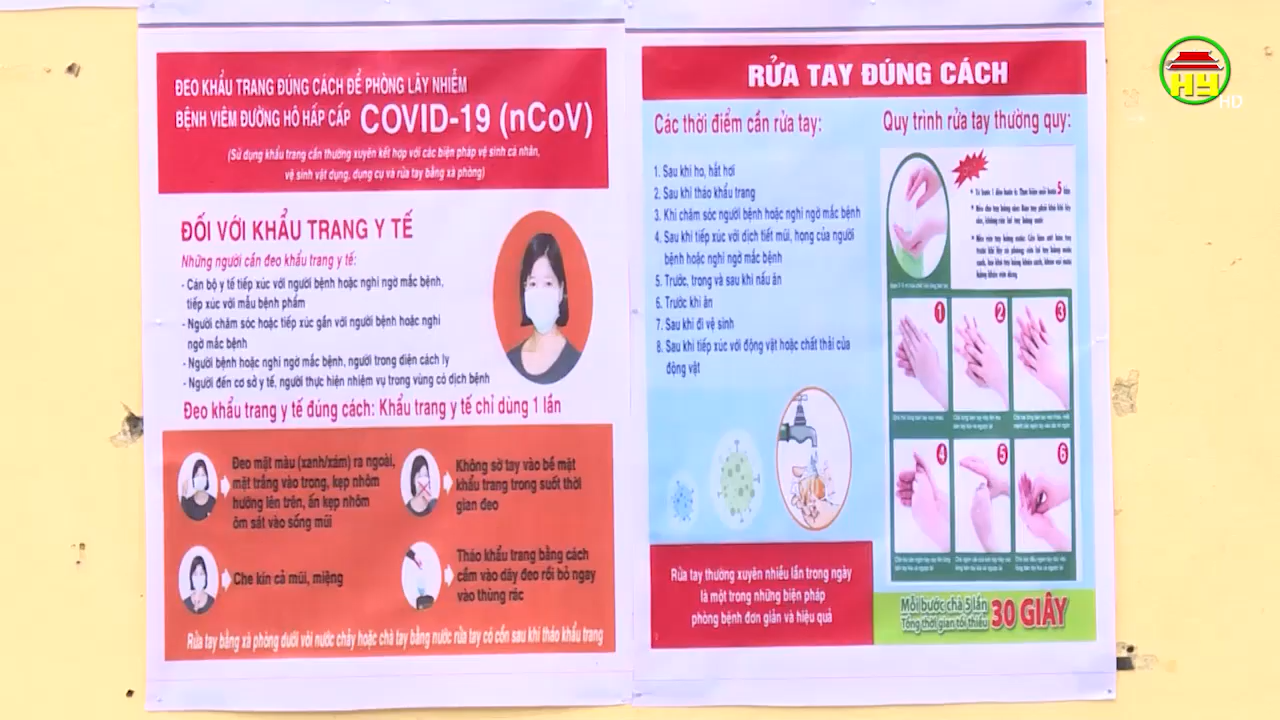 ĐEO KHẨU TRANG ĐÚNG CÁCH ĐỂ PHÒNG LÂY NHIỄM
BỆNH VIÊM ĐƯỜNG HÔ HẤP CẤP COVID-19 (nCoV)
(Sử dụng khẩu trang cần thường xuyên kết hợp với các biện pháp vệ sinh cá nhân,
vệ sinh vật dụng, dụng cụ và rửa tay bằng xà phòng)
ĐỐI VỚI KHẨU TRANG Y TẾ
Những người cần đeo khẩu trang y tế:
- Cán bộ y tế tiếp xúc với người bệnh hoặc nghi ngờ mắc bệnh,
tiếp xúc với mẫu bệnh phẩm
- Người chăm sóc hoặc tiếp xúc gần với người bệnh hoặc nghi
ngờ mắc bệnh
- Người bệnh hoặc nghi ngờ mắc bệnh, người trong diện cách ly
- Người đến cơ sở y tế, người thực hiện nhiệm vụ trong vùng có dịch bệnh
Đeo khẩu trang y tế đúng cách: Khẩu trang y tế chỉ dùng 1 lần
Đeo mặt màu (xanh/xám) ra ngoài,
mặt trắng vào trong, kẹp nhôm
hướng lên trên, ấn kẹp nhôm
ôm sát vào sống mũi
Không sờ tay vào bề mặt
khẩu trang trong suốt thời
gian đeo
Che kín cả mũi, miệng
Tháo khẩu trang bằng cách
cầm vào dây đeo rồi bỏ ngay
vào thùng rác
Rửa tay bằng xà phòng dưới vòi nước chảy hoặc chà tay bằng nước rửa tay có cồn sau khi tháo khẩu trang
RỬA TAY ĐÚNG CÁCH
Các thời điểm cần rửa tay:
1. Sau khi ho, hắt hơi
2. Sau khi tháo khẩu trang
3. Khi chăm sóc người bệnh hoặc nghi ngờ mắc bệnh
4. Sau khi tiếp xúc với dịch tiết mũi, họng của người
bệnh hoặc nghi ngờ mắc bệnh
5. Trước, trong và sau khi nấu ăn
6. Trước khi ăn
7. Sau khi đi vệ sinh
8. Sau khi tiếp xúc với động vật hoặc chất thải của
động vật
Rửa tay thường xuyên nhiều lần trong ngày
là một trong những biện pháp
phòng bệnh đơn giản và hiệu quả
Quy trình rửa tay thường quy:
1
2
3
4
5
6
Mỗi bước chà 5 lần
Tổng thời gian tối thiểu 30 GIÂY
HY
HD